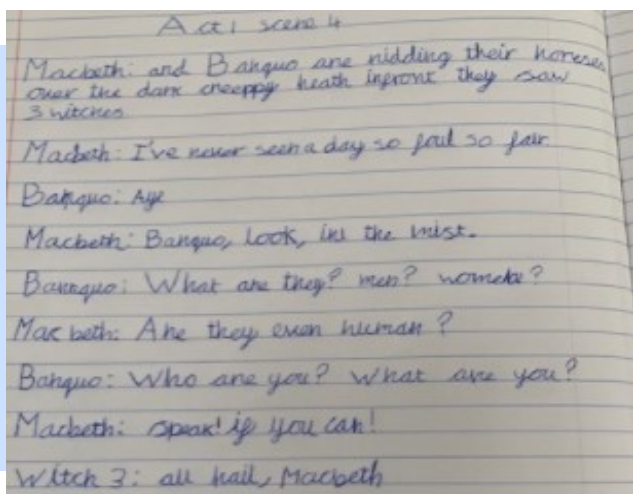 Act 1 scene 4
Macbeth: and Banquo are ridding their horeses
over the dark creeppy heath infront they saw
3 witches
Macbeth: I've never seen a day so foul so fair.
Banquo: Aye
Macbeth: Banquo, look, in the mist.
Bannquo: What are they? men?
Macbeth: Are they even human?
Banquo: Who are you? What are you?
Macbeth: speak! if you can!
Witch 3: all hail, Macbeth